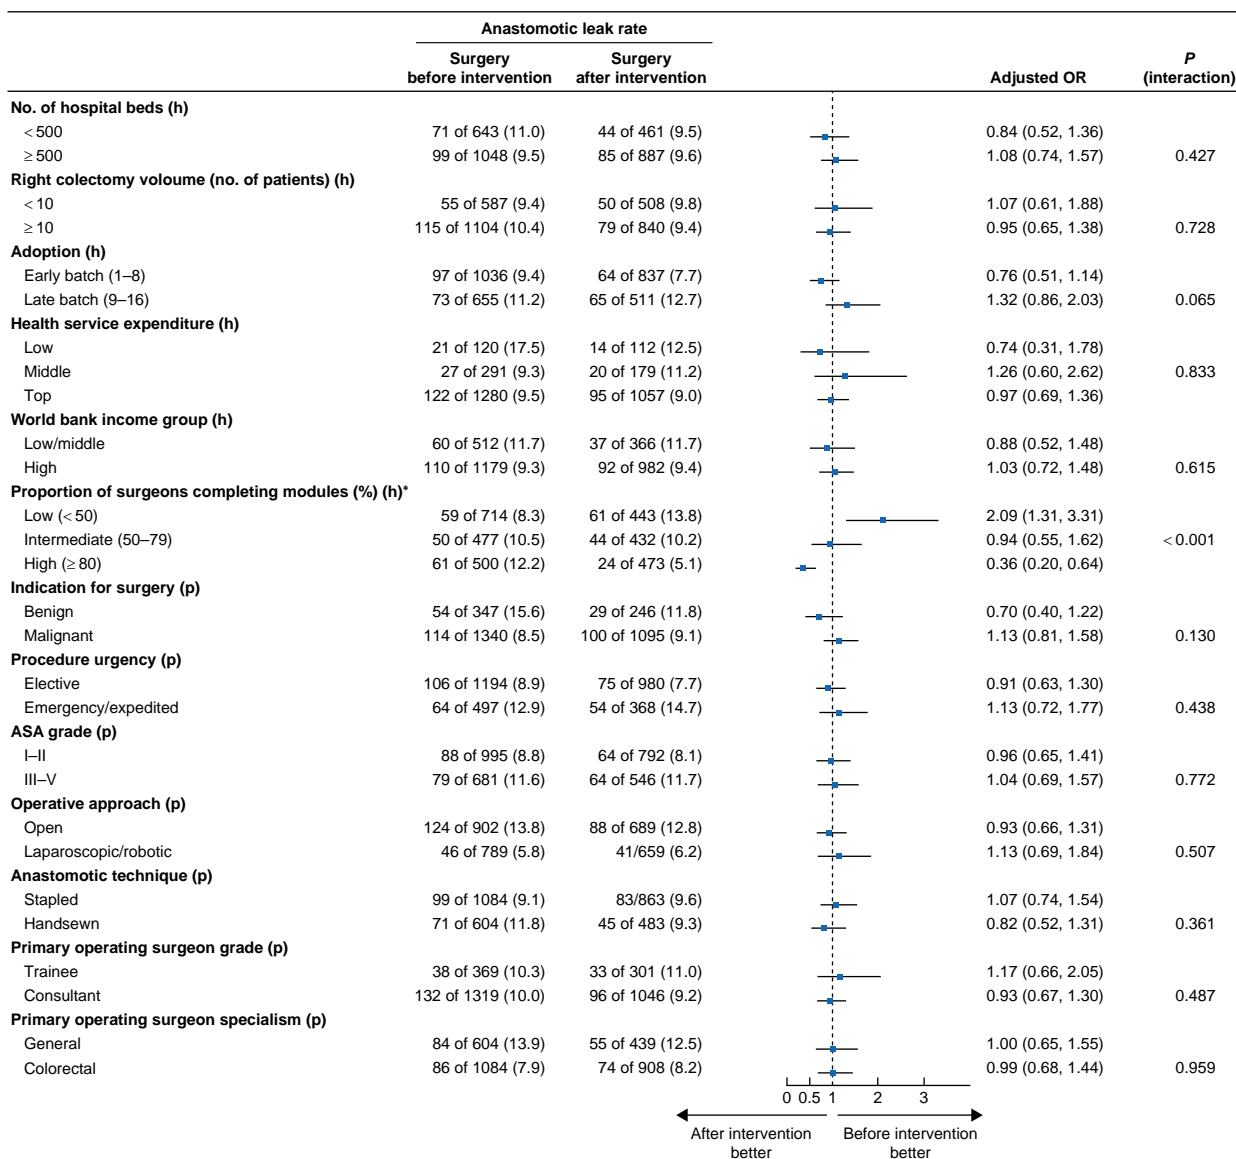 Anastomotic leak rate
Surgery before intervention Surgery after intervention Adjusted OR P (interaction)
No. of hospital beds (h)
< 500 71 of 643 (11.0) 44 of 461 (9.5) 0.84 (0.52, 1.36)
≥ 500 99 of 1048 (9.5) 85 of 887 (9.6) 1.08 (0.74, 1.57) 0.427
Right colectomy voloume (no. of patients) (h)
< 10 55 of 587 (9.4) 50 of 508 (9.8) 1.07 (0.61, 1.88)
≥ 10 115 of 1104 (10.4) 79 of 840 (9.4) 0.95 (0.65, 1.38) 0.728
Adoption (h)
Early batch (1–8) 97 of 1036 (9.4) 64 of 837 (7.7) 0.76 (0.51, 1.14)
Late batch (9–16) 73 of 655 (11.2) 65 of 511 (12.7) 1.32 (0.86, 2.03) 0.065
Health service expenditure (h)
Low 21 of 120 (17.5) 14 of 112 (12.5) 0.74 (0.31, 1.78)
Middle 27 of 291 (9.3) 20 of 179 (11.2) 1.26 (0.60, 2.62) 0.833
Top 122 of 1280 (9.5) 95 of 1057 (9.0) 0.97 (0.69, 1.36)
World bank income group (h)
Low/middle 60 of 512 (11.7) 37 of 366 (11.7) 0.88 (0.52, 1.48)
High 110 of 1179 (9.3) 92 of 982 (9.4) 1.03 (0.72, 1.48) 0.615
Proportion of surgeons completing modules (%) (h)*
Low (< 50) 59 of 714 (8.3) 61 of 443 (13.8) 2.09 (1.31, 3.31)
Intermediate (50–79) 50 of 477 (10.5) 44 of 432 (10.2) 0.94 (0.55, 1.62) < 0.001
High (≥ 80) 61 of 500 (12.2) 24 of 473 (5.1) 0.36 (0.20, 0.64)
Indication for surgery (p)
Benign 54 of 347 (15.6) 29 of 246 (11.8) 0.70 (0.40, 1.22)
Malignant 114 of 1340 (8.5) 100 of 1095 (9.1) 1.13 (0.81, 1.58) 0.130
Procedure urgency (p)
Elective 106 of 1194 (8.9) 75 of 980 (7.7) 0.91 (0.63, 1.30)
Emergency/expedited 64 of 497 (12.9) 54 of 368 (14.7) 1.13 (0.72, 1.77) 0.438
ASA grade (p)
I–II 88 of 995 (8.8) 64 of 792 (8.1) 0.96 (0.65, 1.41)
III–V 79 of 681 (11.6) 64 of 546 (11.7) 1.04 (0.69, 1.57) 0.772
Operative approach (p)
Open 124 of 902 (13.8) 88 of 689 (12.8) 0.93 (0.66, 1.31)
Laparoscopic/robotic 46 of 789 (5.8) 41/659 (6.2) 1.13 (0.69, 1.84) 0.507
Anastomotic technique (p)
Stapled 99 of 1084 (9.1) 83/863 (9.6) 1.07 (0.74, 1.54)
Handsewn 71 of 604 (11.8) 45 of 483 (9.3) 0.82 (0.52, 1.31) 0.361
Primary operating surgeon grade (p)
Trainee 38 of 369 (10.3) 33 of 301 (11.0) 1.17 (0.66, 2.05)
Consultant 132 of 1319 (10.0) 96 of 1046 (9.2) 0.93 (0.67, 1.30) 0.487
Primary operating surgeon specialism (p)
General 84 of 604 (13.9) 55 of 439 (12.5) 1.00 (0.65, 1.55)
Colorectal 86 of 1084 (7.9) 74 of 908 (8.2) 0.99 (0.68, 1.44) 0.959
0 0.5 1 2 3
After intervention better Before intervention better